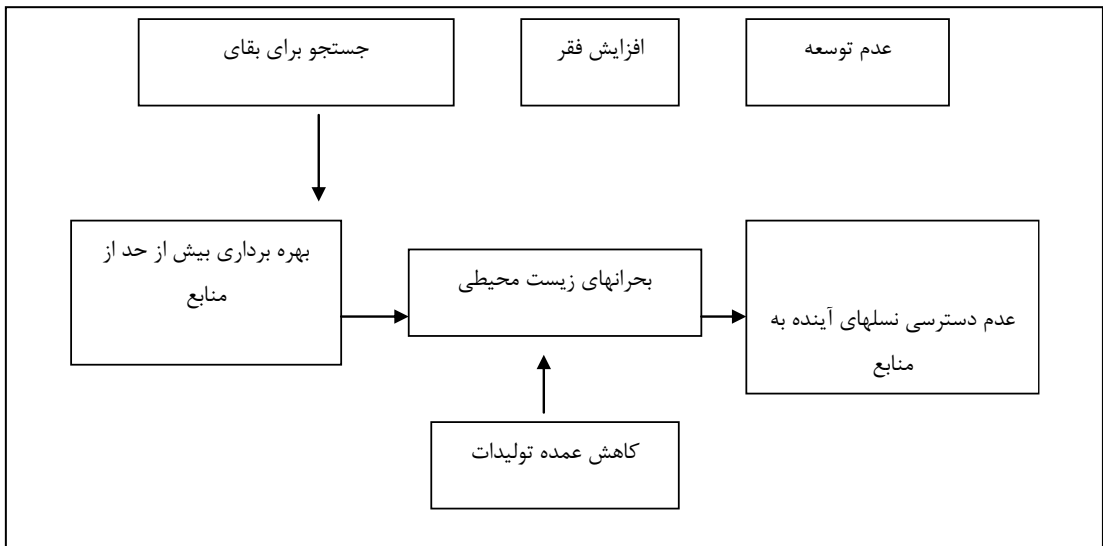 عدم توسعه
افزایش فقر
جستجو برای بقای
بهره برداری بیش از حد از
منابع
بحرانهای زیست محیطی
عدم دسترسی نسلهای آینده به
منابع
کاهش عمده تولیدات